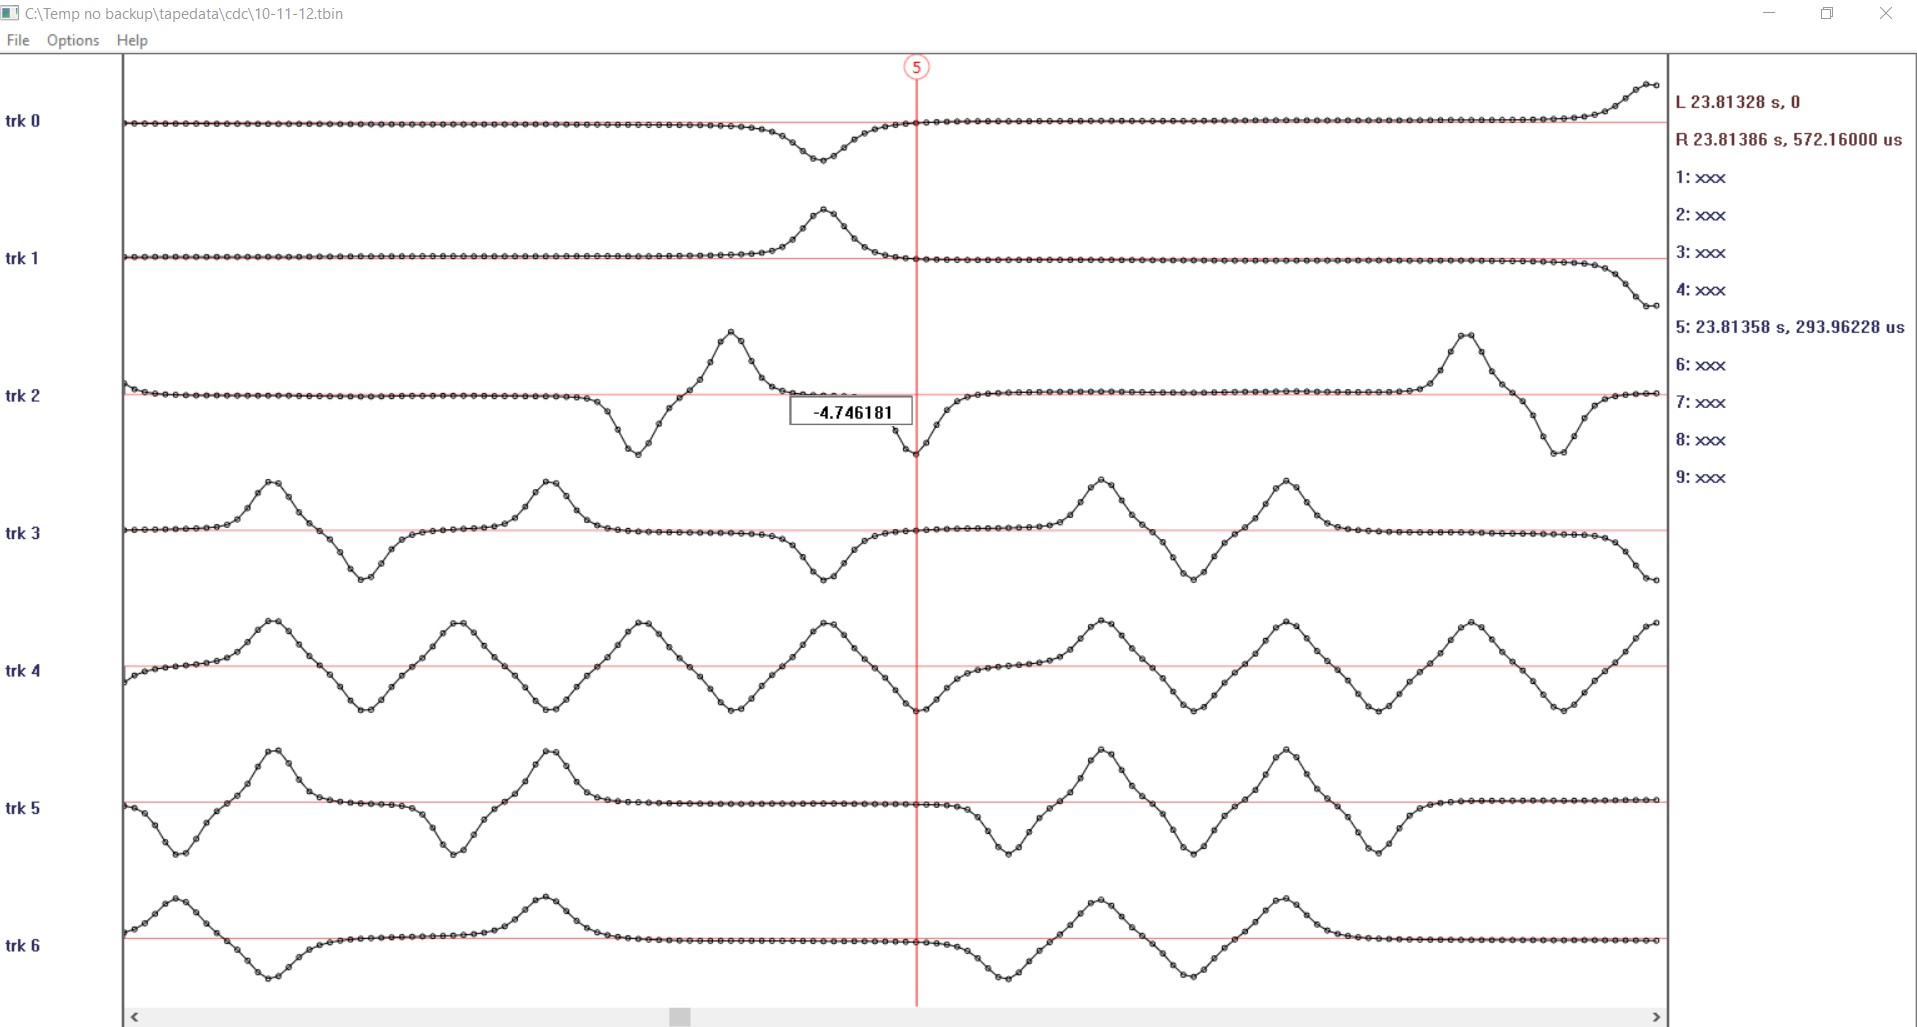 C:\Temp no backup\tapedata\cdc\10-11-12.tbin
File Options Help
5
trk 0
trk 1
trk 2
-4.746181
trk 3
trk 4
trk 5
trk 6
L 23.81328 s, 0
R 23.81386 s, 572.16000 us
1: xxx
2: xxx
3: xxx
4: xxx
5: 23.81358 s, 293.96228 us
6: xxx
7: xxx
8: xxx
9: xxx